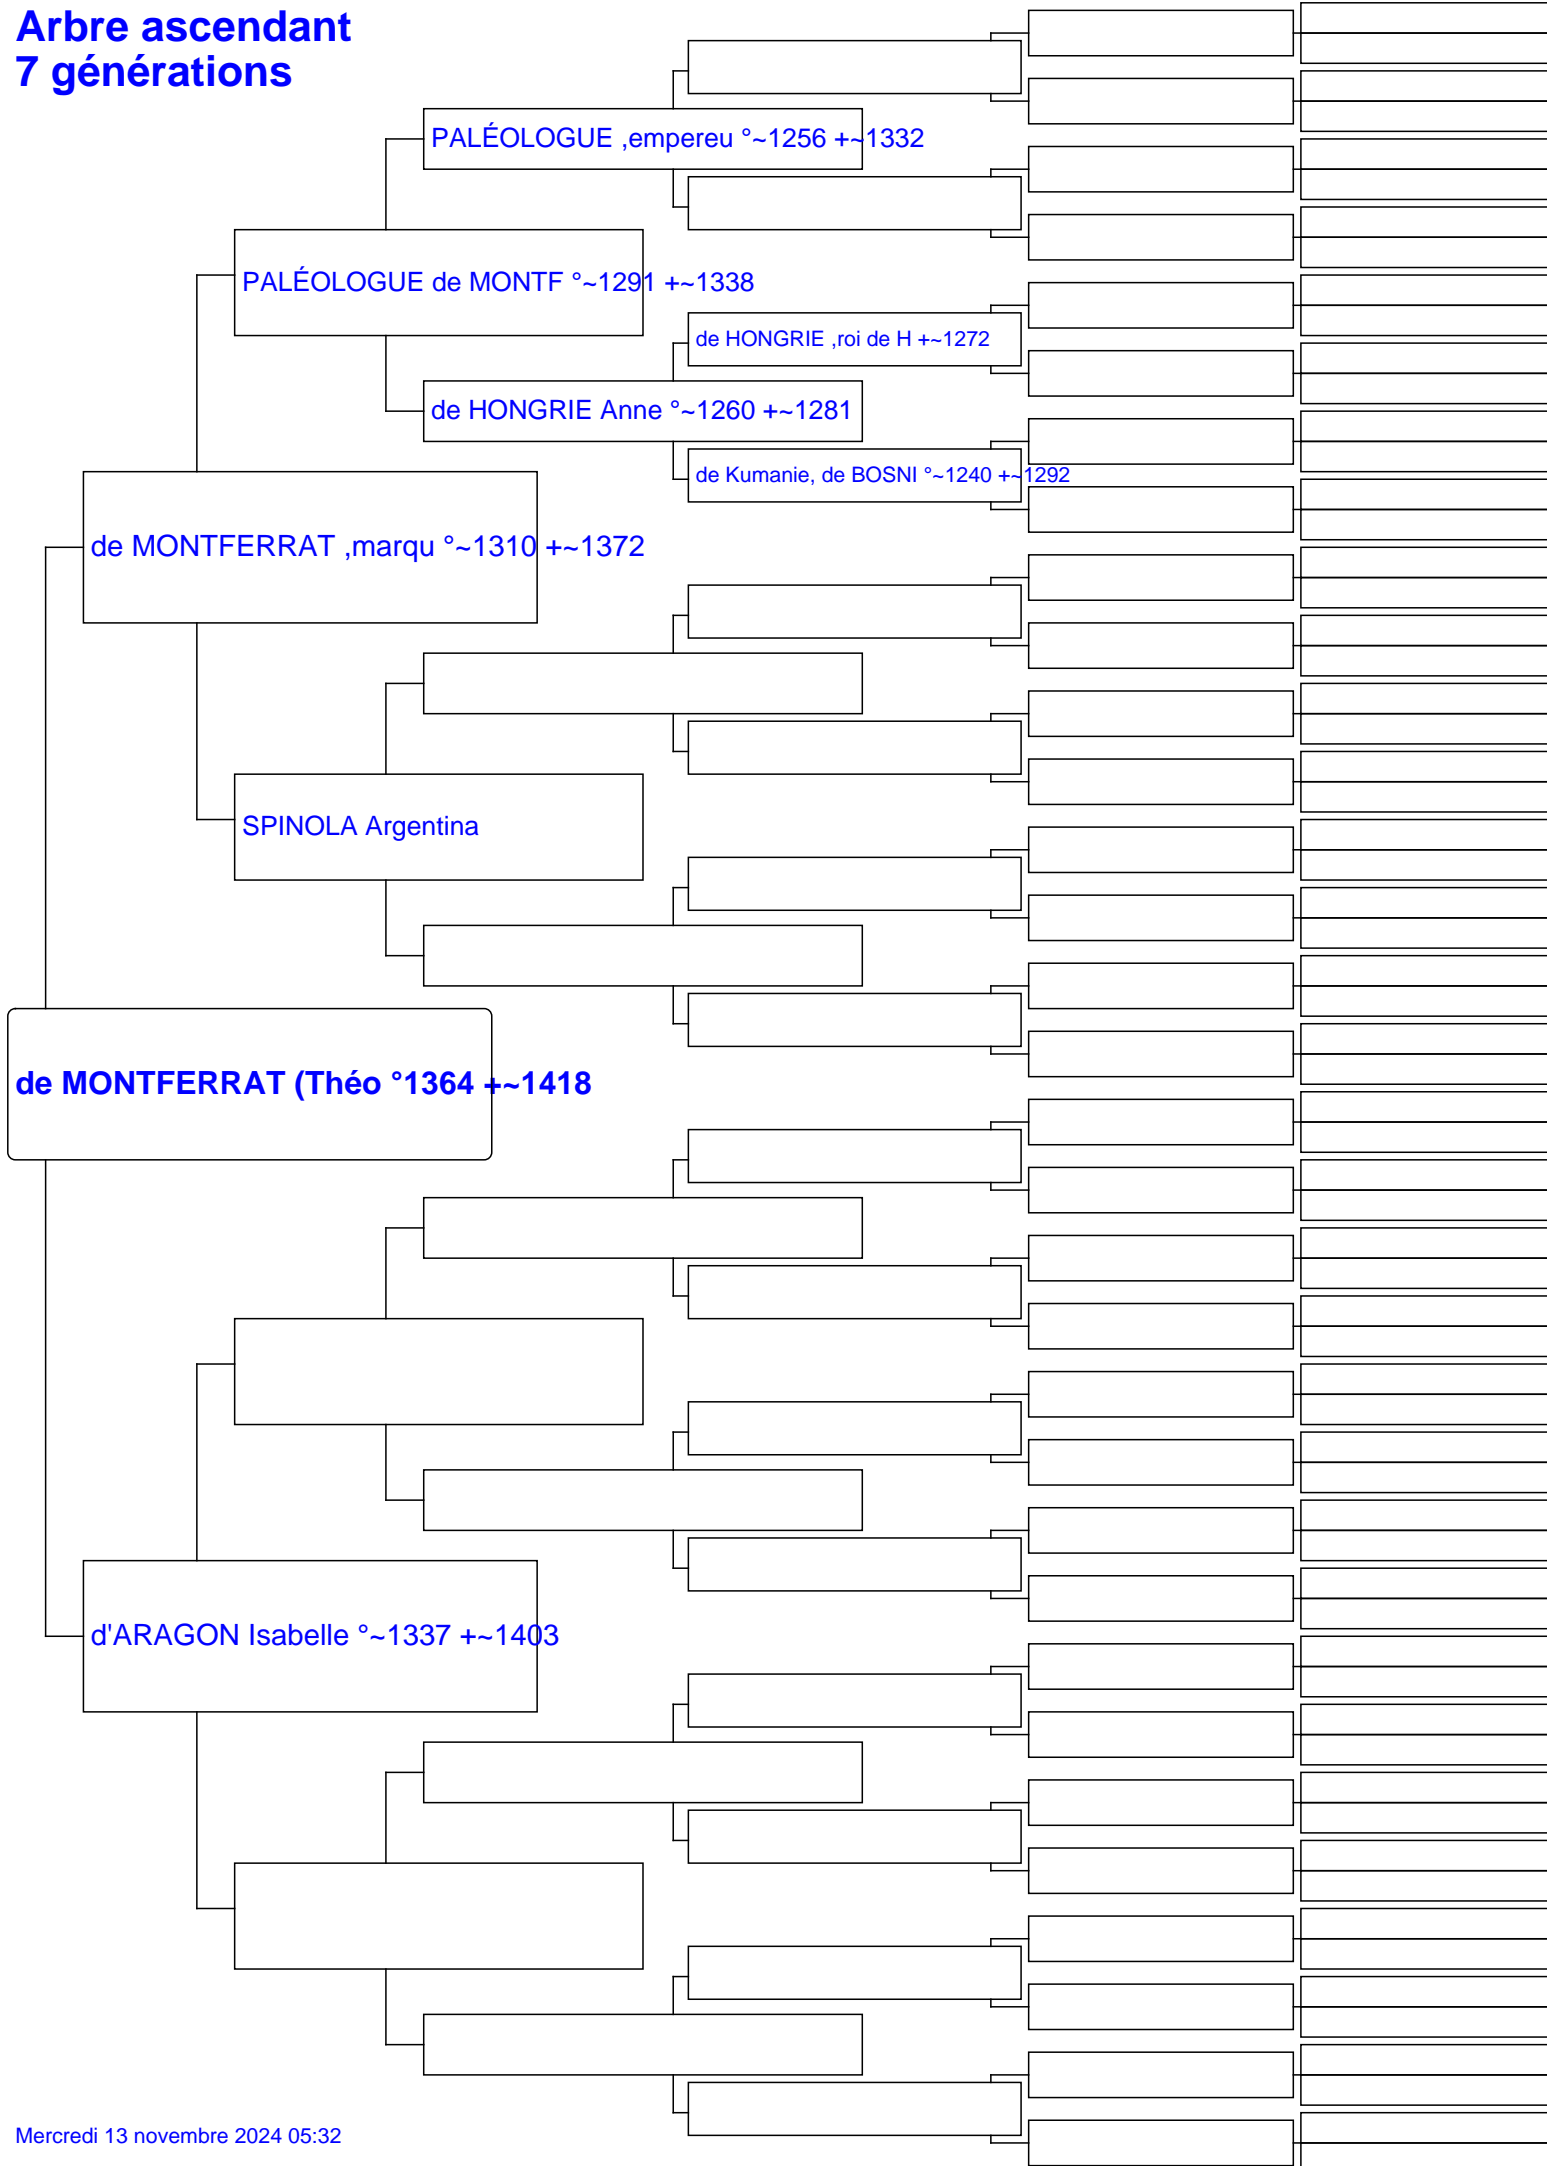 Arbre ascendant
7 générations
PALÉOLOGUE ,empereu °~1256 +~1332
PALÉOLOGUE de MONTF °~1291 +~1338
de HONGRIE ,roi de H +~1272
de HONGRIE Anne °~1260 +~1281
de Kumanie, de BOSNI °~1240 +~1292
de MONTFERRAT ,marqu °~1310 +~1372
SPINOLA Argentina
de MONTFERRAT (Théo °1364 +~1418
d'ARAGON Isabelle °~1337 +~1403
Mercredi 13 novembre 2024 05:32